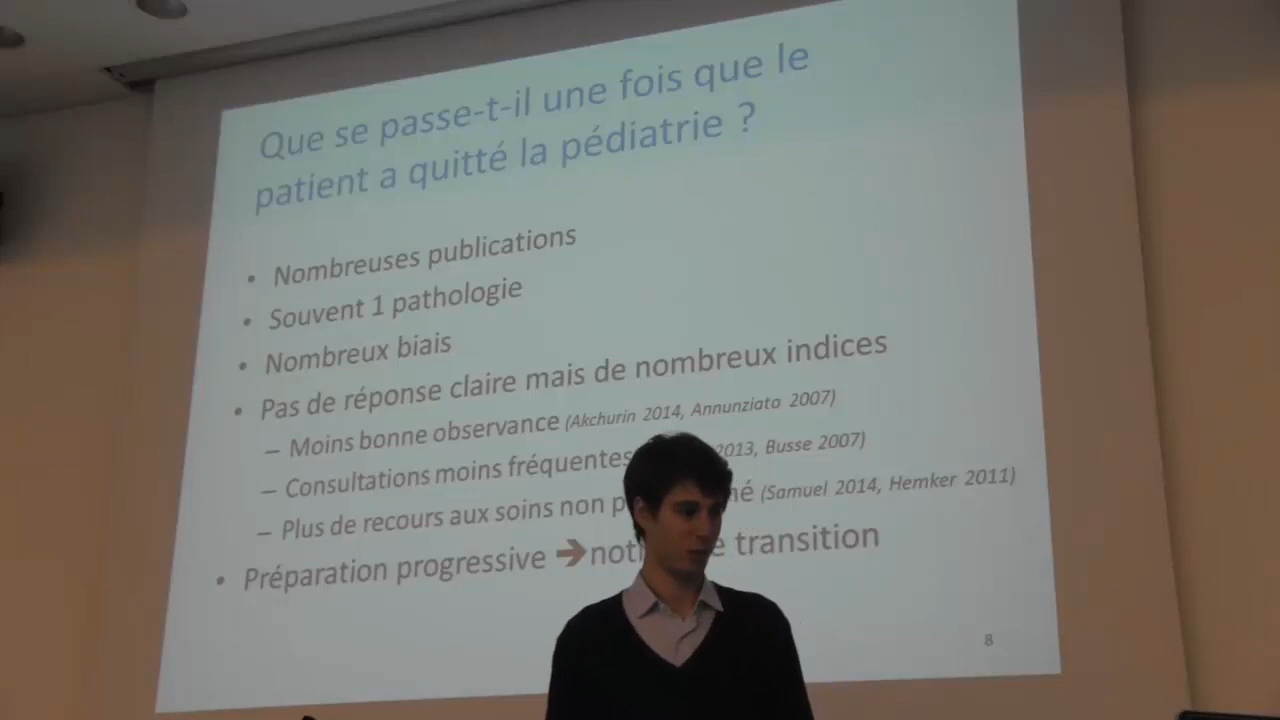 Que se passe-t-il une fois que le
patient a quitté la pédiatrie ?
• Nombreuses publications
• Souvent 1 pathologie
• Nombreux biais
• Pas de réponse claire mais de nombreux indices
– Moins bonne observance (Akchurin 2014, Annunziato 2007)
– Consultations moins fréquentes 2013, Busse 2007)
– Plus de recours aux soins non (Samuel 2014, Hemker 2011)
• Préparation progressive ➔ transition
8